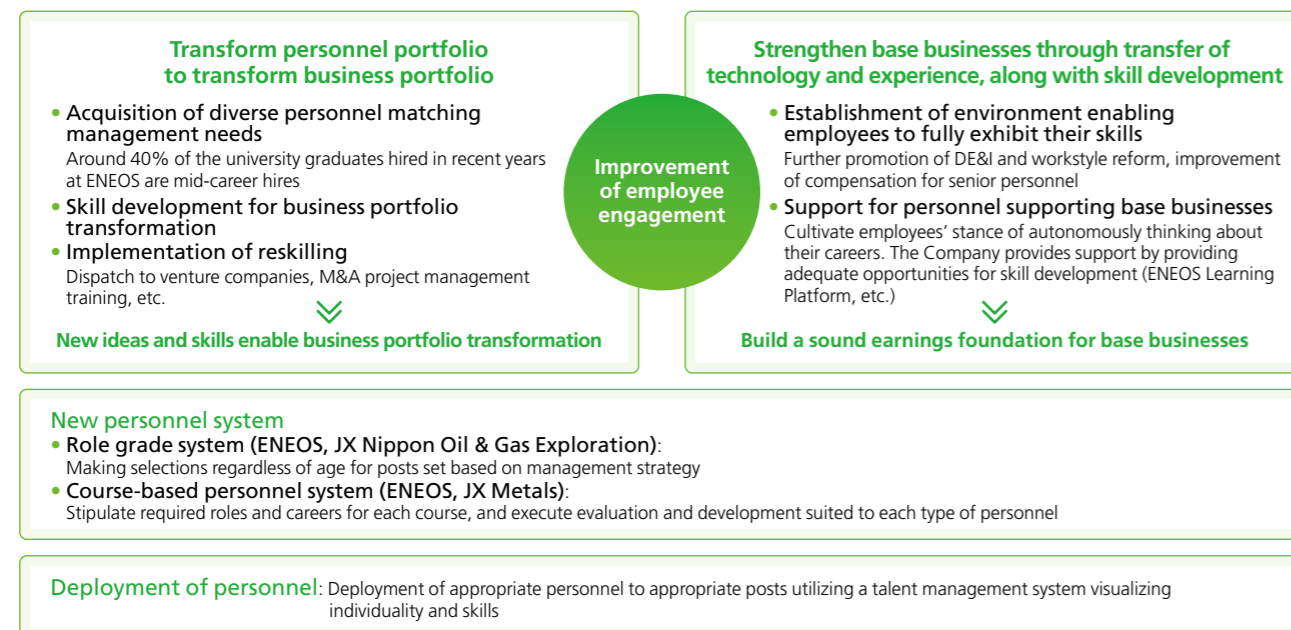 Transform personnel portfolio
to transform business portfolio
• Acquisition of diverse personnel matching
management needs
Around 40% of the university graduates hired in recent years
at ENEOS are mid-career hires
• Skill development for business portfolio
transformation
• Implementation of reskilling
Dispatch to venture companies, M&A project management
training, etc.
New ideas and skills enable business portfolio transformation
Improvement
of employee
engagement
Strengthen base businesses through transfer of
technology and experience, along with skill development
• Establishment of environment enabling
employees to fully exhibit their skills
Further promotion of DE&I and workstyle reform, improvement
of compensation for senior personnel
• Support for personnel supporting base businesses
Cultivate employees’ stance of autonomously thinking about
their careers. The Company provides support by providing
adequate opportunities for skill development (ENEOS Learning
Platform, etc.)
Build a sound earnings foundation for base businesses
New personnel system
• Role grade system (ENEOS, JX Nippon Oil & Gas Exploration):
Making selections regardless of age for posts set based on management strategy
• Course-based personnel system (ENEOS, JX Metals):
Stipulate required roles and careers for each course, and execute evaluation and development suited to each type of personnel
Deployment of personnel: Deployment of appropriate personnel to appropriate posts utilizing a talent management system visualizing
individuality and skills